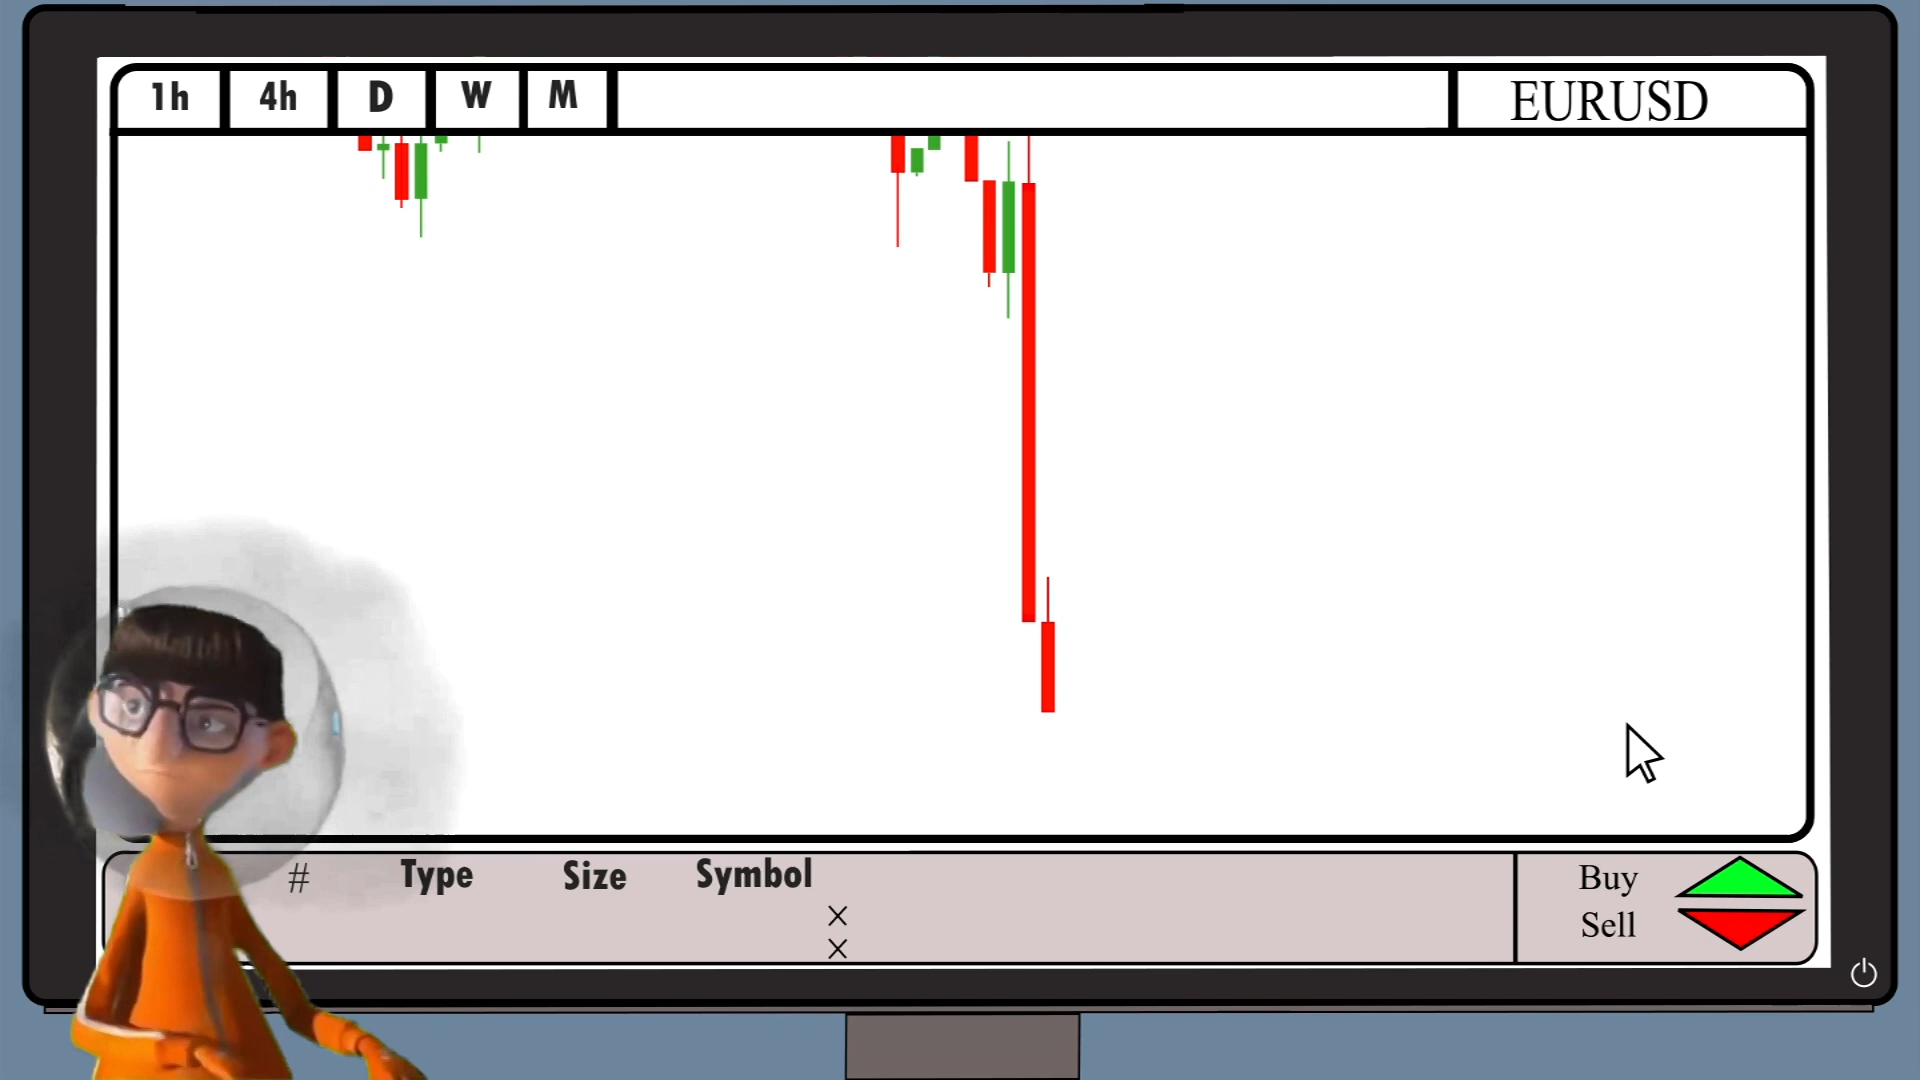 1h 4h D W M EURUSD
# Type Size Symbol
Buy
Sell
×
×